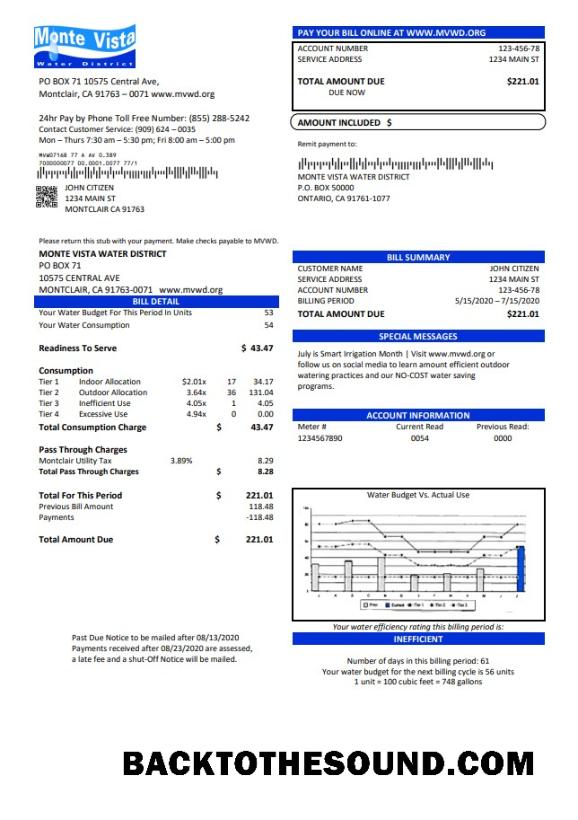 Monte Vista
Water District
PO BOX 71 10575 Central Ave,
Montclair, CA 91763 – 0071 www.mvwd.org
24hr Pay by Phone Toll Free Number: (855) 288-5242
Contact Customer Service: (909) 624 – 0035
Mon – Thurs 7:30 am – 5:30 pm; Fri 8:00 am – 5:00 pm
MVWD7168 77 A AV 0.389
7000000077 00.0001.0077 77/1
JOHN CITIZEN
1234 MAIN ST
MONTCLAIR CA 91763
PAY YOUR BILL ONLINE AT WWW.MVWD.ORG
ACCOUNT NUMBER 123-456-78
SERVICE ADDRESS 1234 MAIN ST
TOTAL AMOUNT DUE $221.01
DUE NOW
AMOUNT INCLUDED $
Remit payment to:
MONTE VISTA WATER DISTRICT
P.O. BOX 50000
ONTARIO, CA 91761-1077
Please return this stub with your payment. Make checks payable to MVWD.
MONTE VISTA WATER DISTRICT
PO BOX 71
10575 CENTRAL AVE
MONTCLAIR, CA 91763-0071 www.mvwd.org
BILL DETAIL
Your Water Budget For This Period In Units 53
Your Water Consumption 54
Readiness To Serve $ 43.47
Consumption
Tier 1 Indoor Allocation $2.01x 17 34.17
Tier 2 Outdoor Allocation 3.64x 36 131.04
Tier 3 Inefficient Use 4.05x 1 4.05
Tier 4 Excessive Use 4.94x 0 0.00
Total Consumption Charge $ 43.47
Pass Through Charges
Montclair Utility Tax 3.89% 8.29
Total Pass Through Charges $ 8.28
Total For This Period $ 221.01
Previous Bill Amount 118.48
Payments -118.48
Total Amount Due $ 221.01
Past Due Notice to be mailed after 08/13/2020
Payments received after 08/23/2020 are assessed,
a late fee and a shut-Off Notice will be mailed.
BILL SUMMARY
CUSTOMER NAME JOHN CITIZEN
SERVICE ADDRESS 1234 MAIN ST
ACCOUNT NUMBER 123-456-78
BILLING PERIOD 5/15/2020 – 7/15/2020
TOTAL AMOUNT DUE $221.01
SPECIAL MESSAGES
July is Smart Irrigation Month | Visit www.mvwd.org or
follow us on social media to learn amount efficient outdoor
watering practices and our NO-COST water saving
programs.
ACCOUNT INFORMATION
Meter # Current Read Previous Read:
1234567890 0054 0000
Water Budget Vs. Actual Use
Your water efficiency rating this billing period is:
INEFFICIENT
Number of days in this billing period: 61
Your water budget for the next billing cycle is 56 units
1 unit = 100 cubic feet = 748 gallons
BACKTOTHESOUND.COM